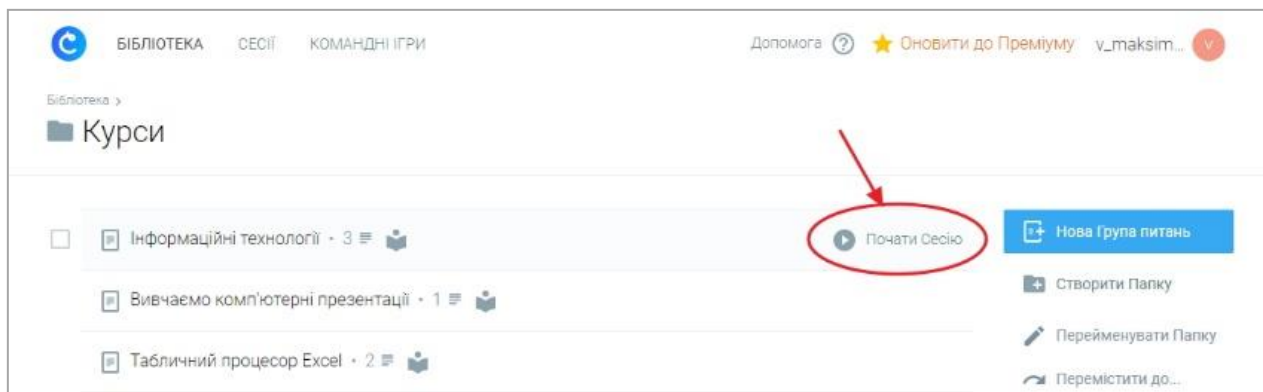 БІБЛІОТЕКА СЕСІЇ КОМАНДНІ ІГРИ Допомога ? Оновити до Преміуму v_maksim... v
Бібліотека >
Курси
Інформаційні технології • 3 Почати Сесію Нова Група питань
Створити Папку
Вивчаємо комп'ютерні презентації • 1
Перейменувати Папку
Табличний процесор Excel • 2
Перемістити до...